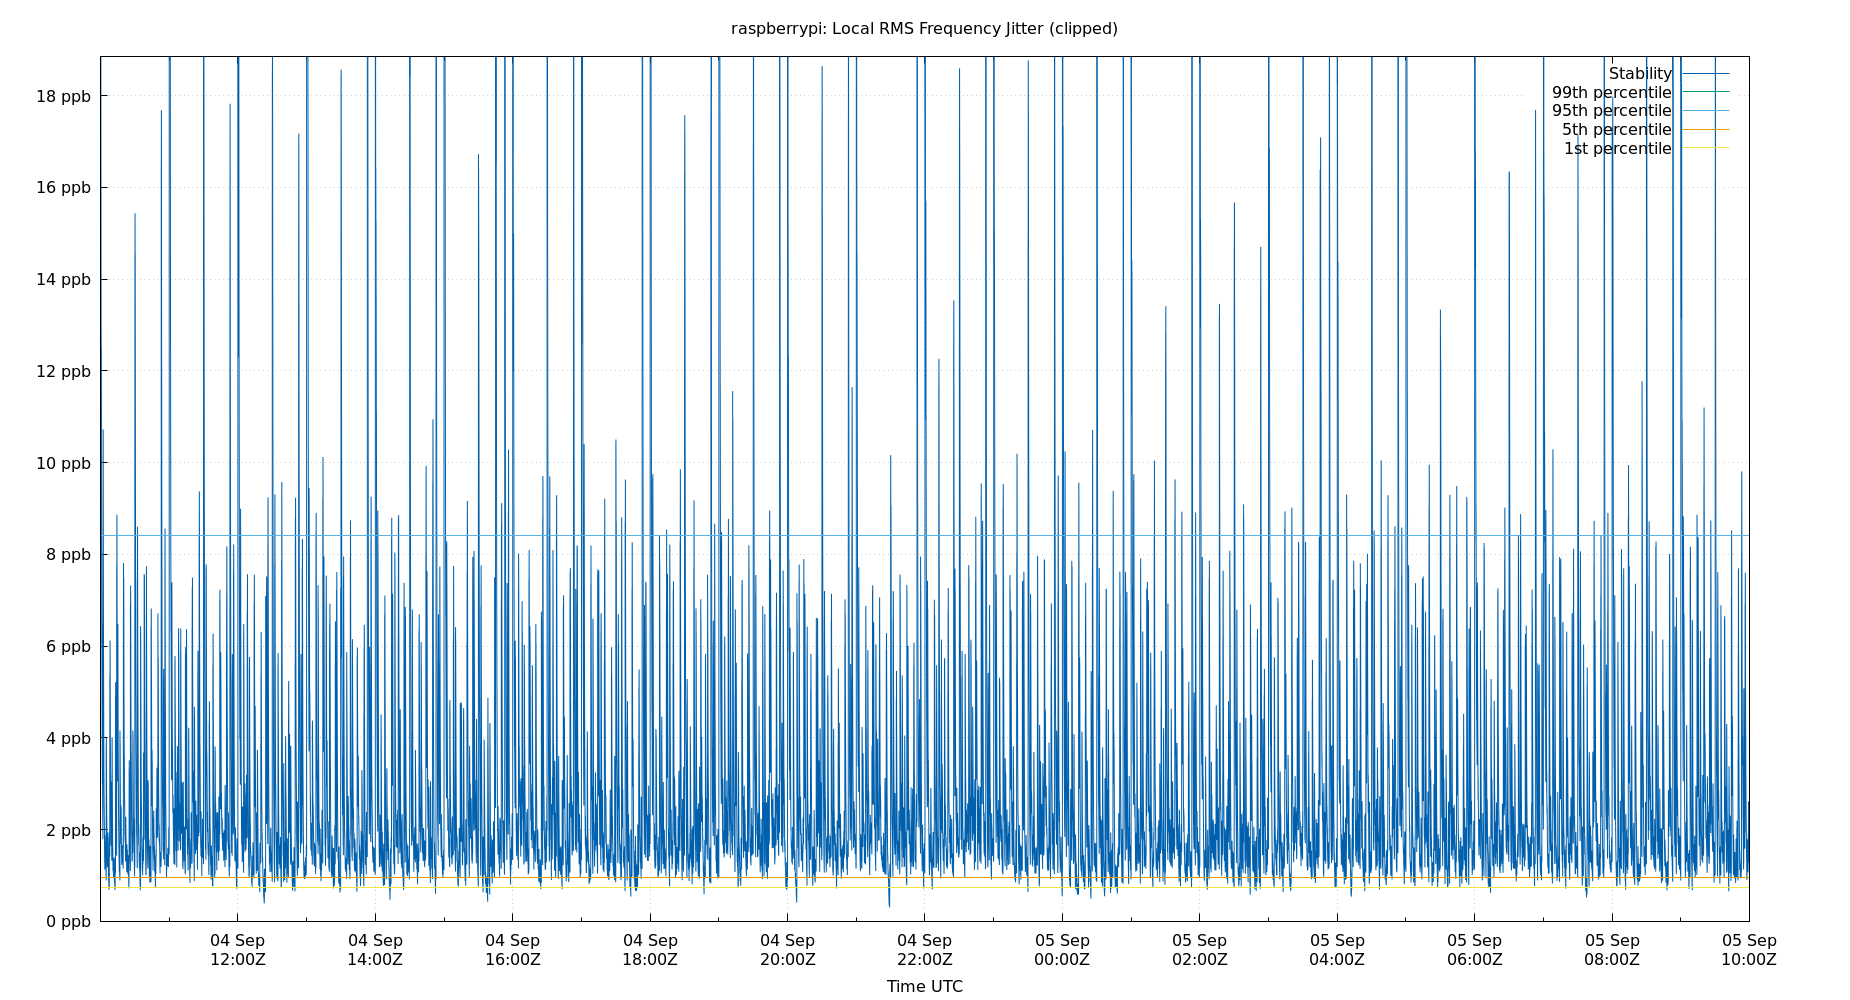 raspberrypi: Local RMS Frequency Jitter (clipped)
Stability
99th percentile
95th percentile
5th percentile
1st percentile
18 ppb
16 ppb
14 ppb
12 ppb
10 ppb
8 ppb
6 ppb
4 ppb
2 ppb
0 ppb
04 Sep 04 Sep 04 Sep 04 Sep 04 Sep 04 Sep 05 Sep 05 Sep 05 Sep 05 Sep 05 Sep 05 Sep
12:00Z 14:00Z 16:00Z 18:00Z 20:00Z 22:00Z 00:00Z 02:00Z 04:00Z 06:00Z 08:00Z 10:00Z
Time UTC